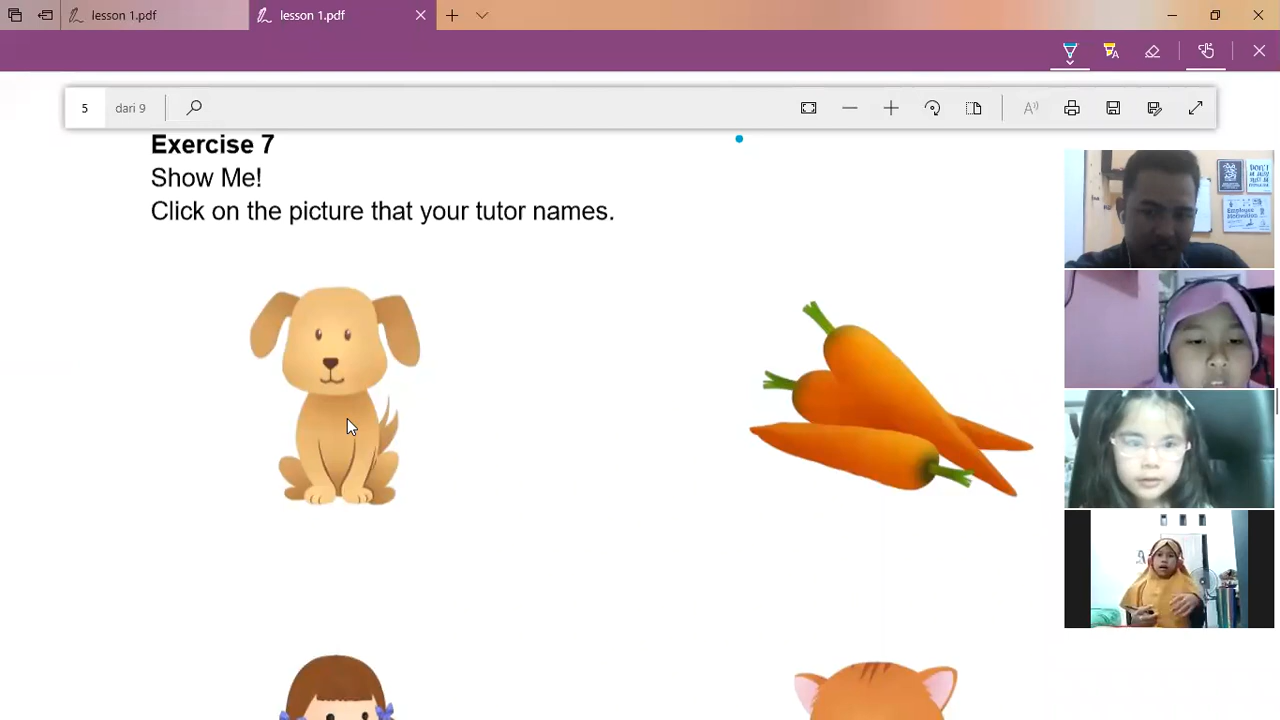 lesson 1.pdf
lesson 1.pdf
5
dari 9
Exercise 7
Show Me!
Click on the picture that your tutor names.